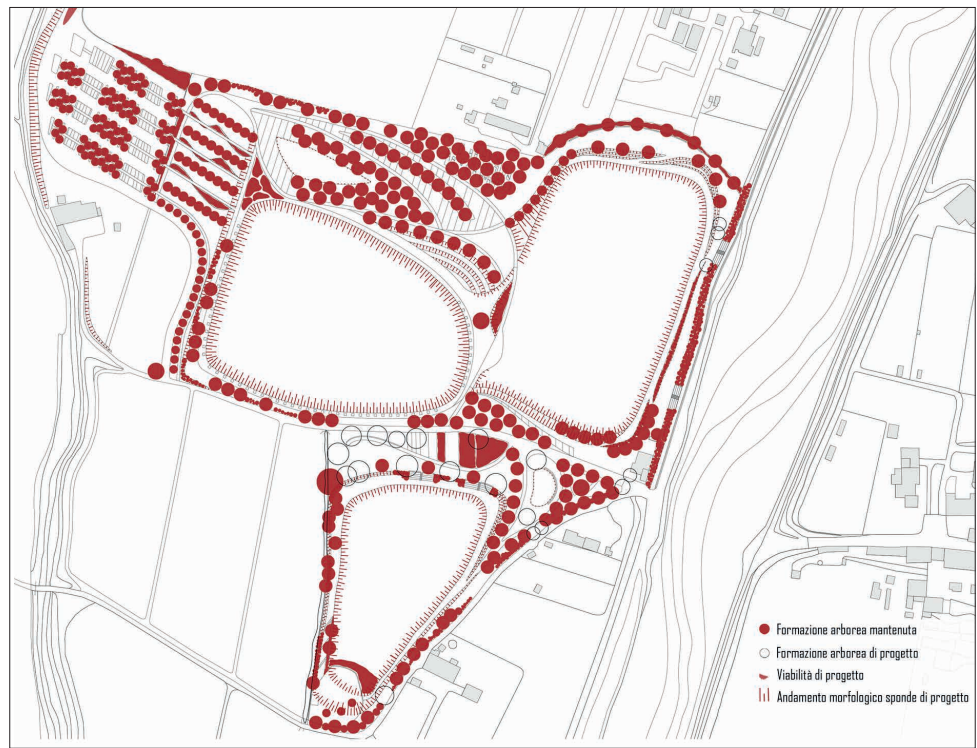 Formazione arborea mantenuta
Formazione arborea di progetto
Viabilità di progetto
Andamento morfologico sponde di progetto